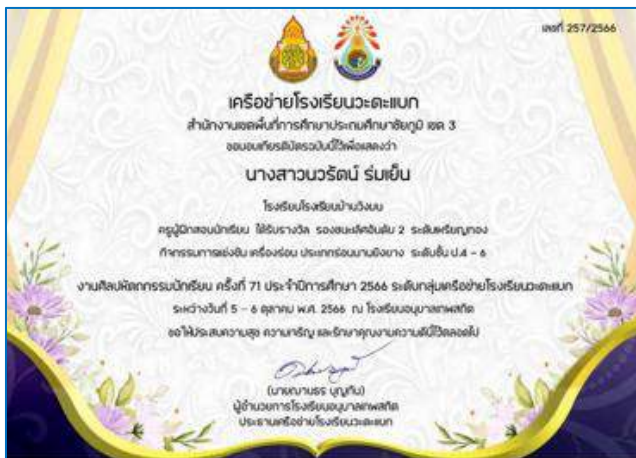 เลขที่ 257/2566
เครือข่ายโรงเรียนวะตะแบก
สำนักงานเขตพื้นที่การศึกษาประถมศึกษาชัยภูมิ เขต 3
ขอมอบเกียรติบัตรฉบับนี้ไว้เพื่อแสดงว่า
นางสาวนวรัตน์ ร่มเย็น
โรงเรียนโรงเรียนบ้านวังมน
ครูผู้ฝึกสอนนักเรียน ได้รับรางวัล รองชนะเลิศอันดับ 2 ระดับเหรียญทอง
กิจกรรมการแข่งขัน เครื่องร่อน ประเภทร่อนนานยิงยาง ระดับชั้น ป.4 - 6
งานศิลปหัตถกรรมนักเรียน ครั้งที่ 71 ประจำปีการศึกษา 2566 ระดับกลุ่มเครือข่ายโรงเรียนวะตะแบก
ระหว่างวันที่ 5 - 6 ตุลาคม พ.ศ. 2566 ณ โรงเรียนอนุบาลเทพสถิต
ขอให้ประสบความสุข ความเจริญ และรักษาคุณงามความดีนี้ไว้ตลอดไป
(นายฌานธร บุญทัน)
ผู้อำนวยการโรงเรียนอนุบาลเทพสถิต
ประธานเครือข่ายโรงเรียนวะตะแบก